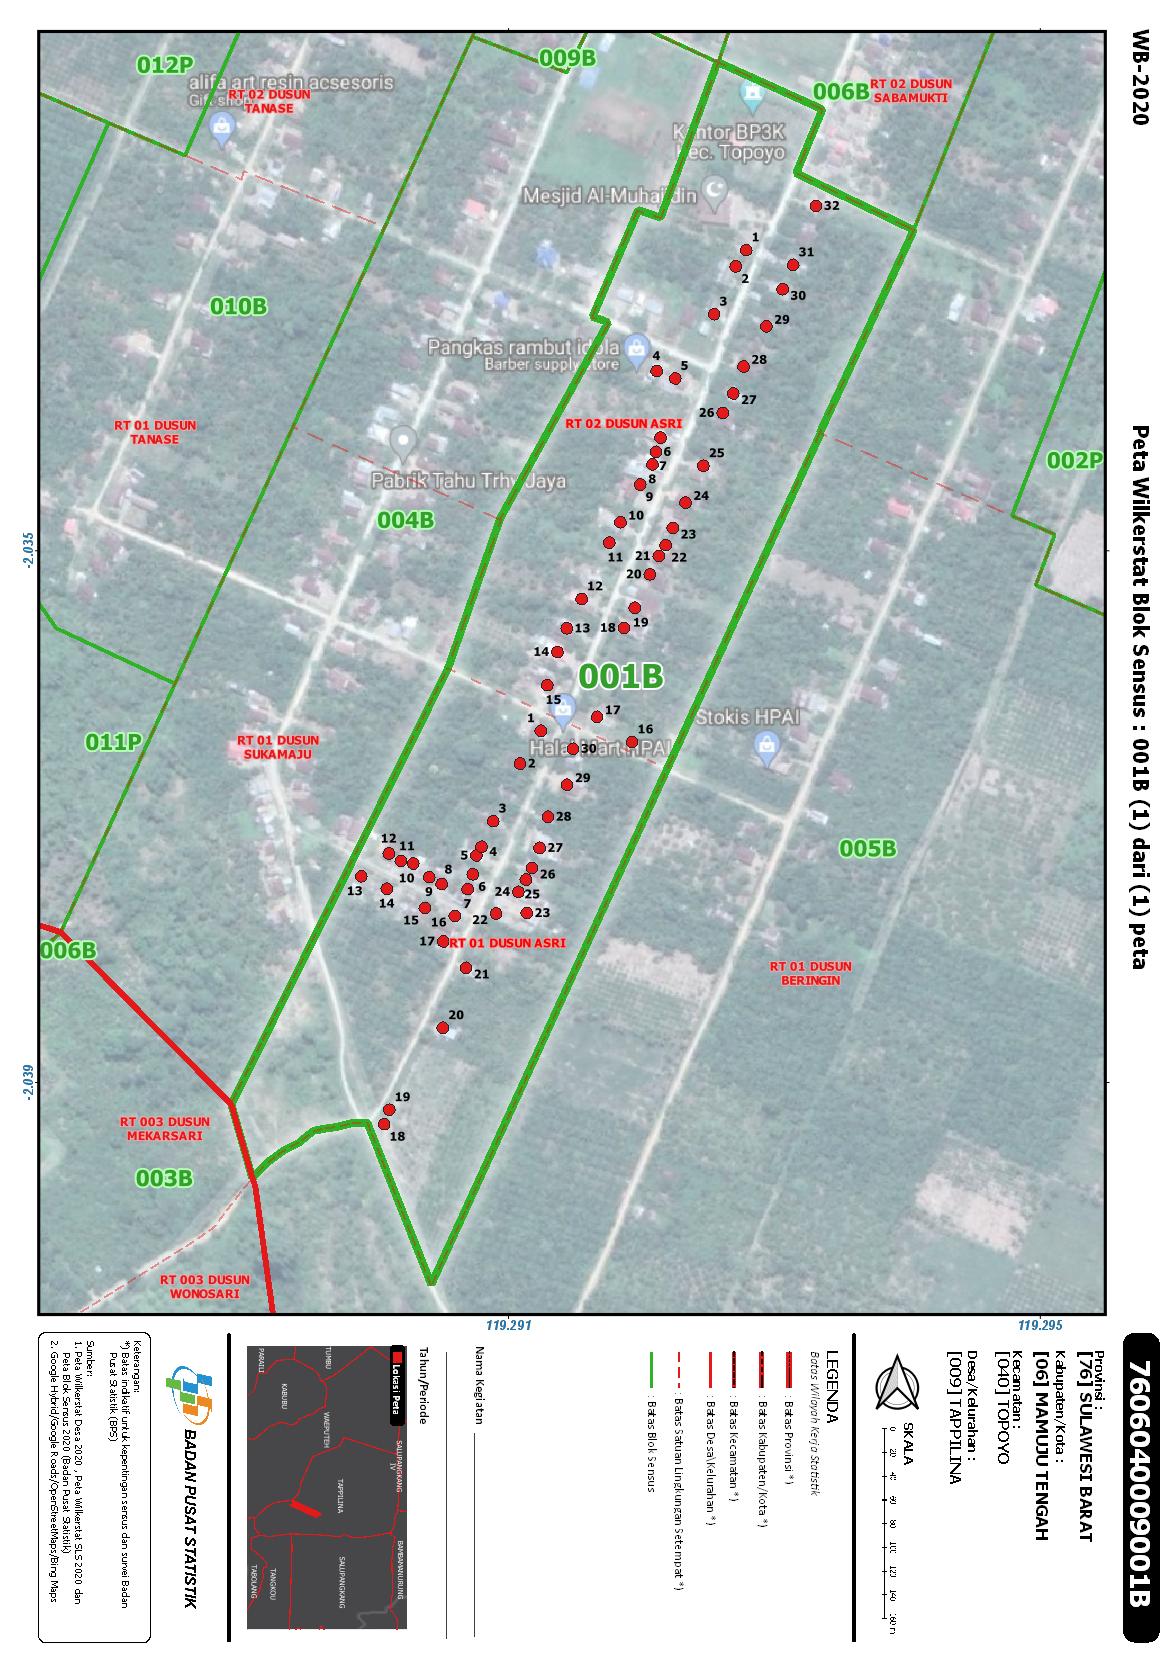 WB-2020
Peta Wilkerstat Blok Sensus : 001B (1) dari (1) peta
7606040009001B
012P
alifa art resin acsesoris
Gift shop
RT 02 DUSUN
TANASE
009B
006B
RT 02 DUSUN
SABAMUKTI
Kantor BP3K
Kec. Topoyo
Mesjid Al-Muhajidin
32
1
2
31
30
3
29
010B
Pangkas rambut idola
Barber supply store
4
5
28
27
26
RT 02 DUSUN ASRI
RT 01 DUSUN
TANASE
6
7
25
002P
8
9
24
Pabrik Tahu Trhy Jaya
004B
10
11
23
21
22
20
-2.035
12
19
13
18
14
001B
15
17
1
16
Stokis HPAI
Halal Mart HPAI
30
2
29
011P
RT 01 DUSUN
SUKAMAJU
3
28
4
5
27
005B
12
11
10
8
9
26
6
13
14
24
25
7
15
16
22
23
17
RT 01 DUSUN ASRI
006B
21
RT 01 DUSUN
BERINGIN
20
-2.039
19
18
RT 003 DUSUN
MEKARSARI
003B
RT 003 DUSUN
WONOSARI
119.291
119.295
Provinsi :
[76] SULAWESI BARAT
Kabupaten/Kota :
[06] MAMUJU TENGAH
Kecamatan :
[040] TOPOYO
Desa/Kelurahan :
[009] TAPPILINA
SKALA
0 20 40 60 80 100 120 140 160 m
LEGENDA
Batas Wilayah Kerja Statistik
: Batas Provinsi *)
: Batas Kabupaten/Kota *)
: Batas Kecamatan *)
: Batas Desa\Kelurahan *)
: Batas Satuan Lingkungan Setempat *)
: Batas Blok Sensus
Nama Kegiatan
Tahun/Periode
Lokasi Peta
SALUPANGKANG
IV
BAMBAMANURUNG
TUMBU
WAEPUTEH
TAPPILINA
SALUPANGKANG
KABUBU
PARAILI
TANGKOU
TABOLANG
BADAN PUSAT STATISTIK
Keterangan:
*) Batas indikatif untuk kepentingan sensus dan survei Badan
Pusat Statistik (BPS)
Sumber:
1. Peta Wilkerstat Desa 2020 , Peta Wilkerstat SLS 2020 dan
Peta Blok Sensus 2020 (Badan Pusat Statistik)
2. Google Hybrid/Google Roads/OpenStreetMaps/Bing Maps